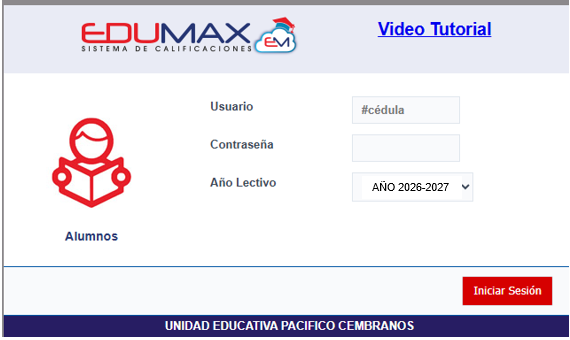 EDUMAX
SISTEMA DE CALIFICACIONES
EM
Video Tutorial
Usuario
#cédula
Contraseña
Año Lectivo
AÑO 2026-2027
Alumnos
Iniciar Sesión
UNIDAD EDUCATIVA PACIFICO CEMBRANOS